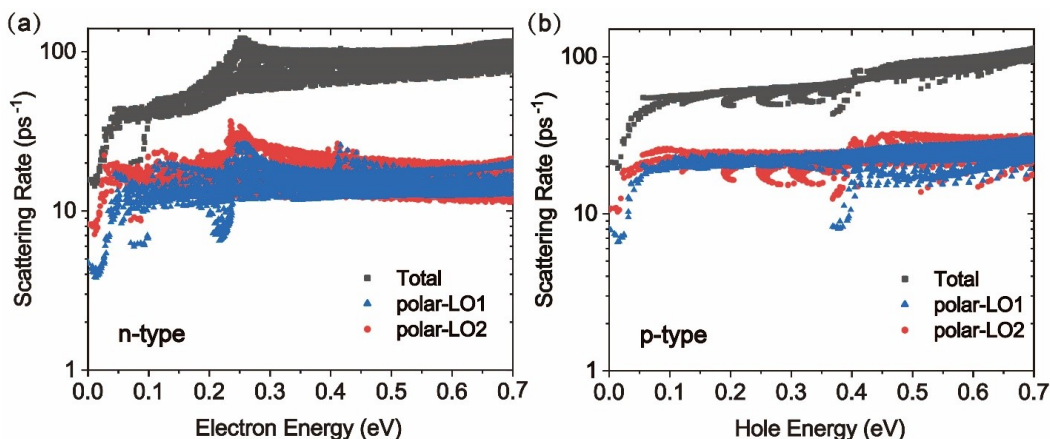 (a)
Scattering Rate (ps⁻¹)
100
10
1
Total
polar-LO1
polar-LO2
n-type
0.0 0.1 0.2 0.3 0.4 0.5 0.6 0.7
Electron Energy (eV)
(b)
Scattering Rate (ps⁻¹)
100
10
1
Total
polar-LO1
polar-LO2
p-type
0.0 0.1 0.2 0.3 0.4 0.5 0.6 0.7
Hole Energy (eV)